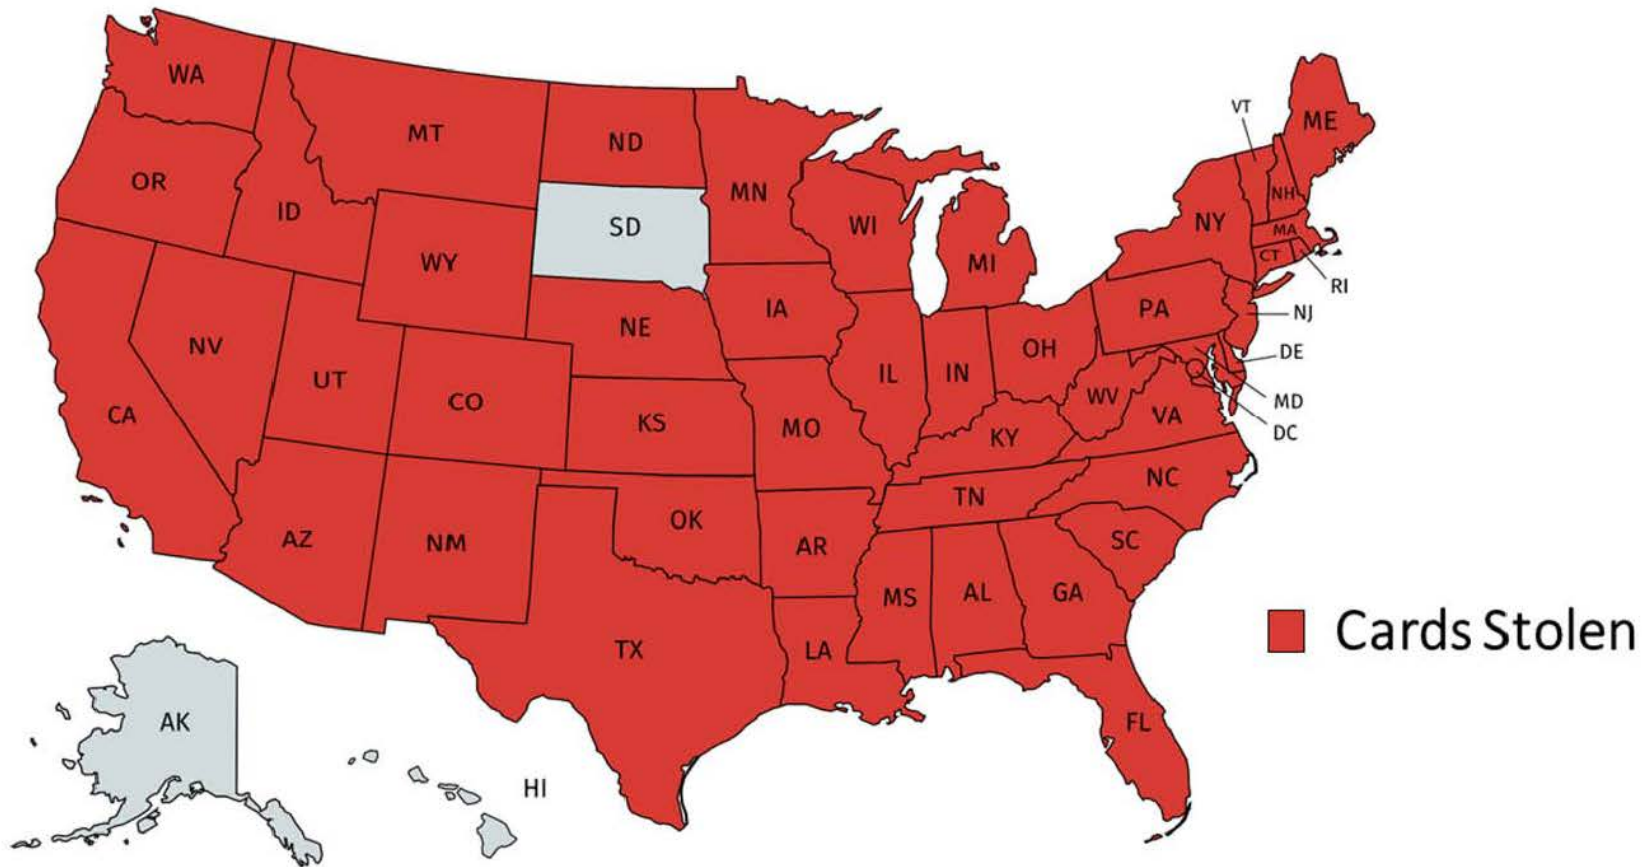 WA
MT
ND
MN
VT
ME
OR
ID
SD
WI
NH
NY
MA
WY
MI
CT
RI
IA
PA
NJ
NE
NV
OH
DE
UT
IL
IN
CO
WV
MD
CA
KS
MO
VA
DC
KY
NC
TN
OK
AZ
NM
AR
SC
MS
AL
GA
TX
LA
Cards Stolen
AK
FL
HI